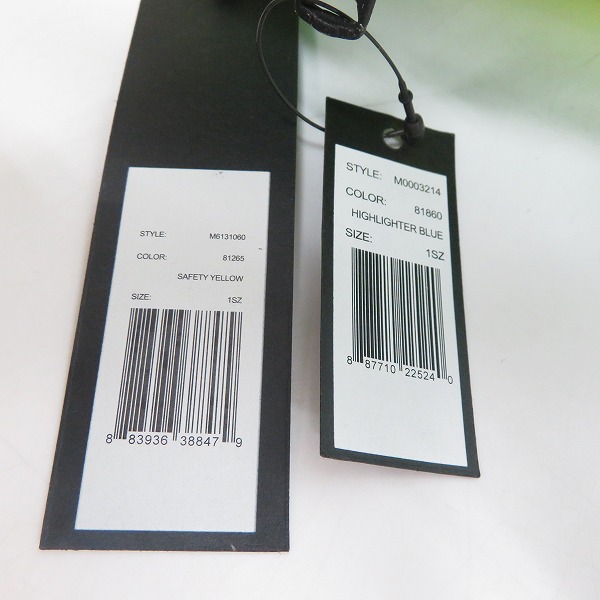 STYLE: M6131060
COLOR: 81265
SAFETY YELLOW
SIZE: 1SZ
8 83936 38847 9
STYLE: M0003214
COLOR: 81860
HIGHLIGHTER BLUE
SIZE: 1SZ
8 87710 22524 0